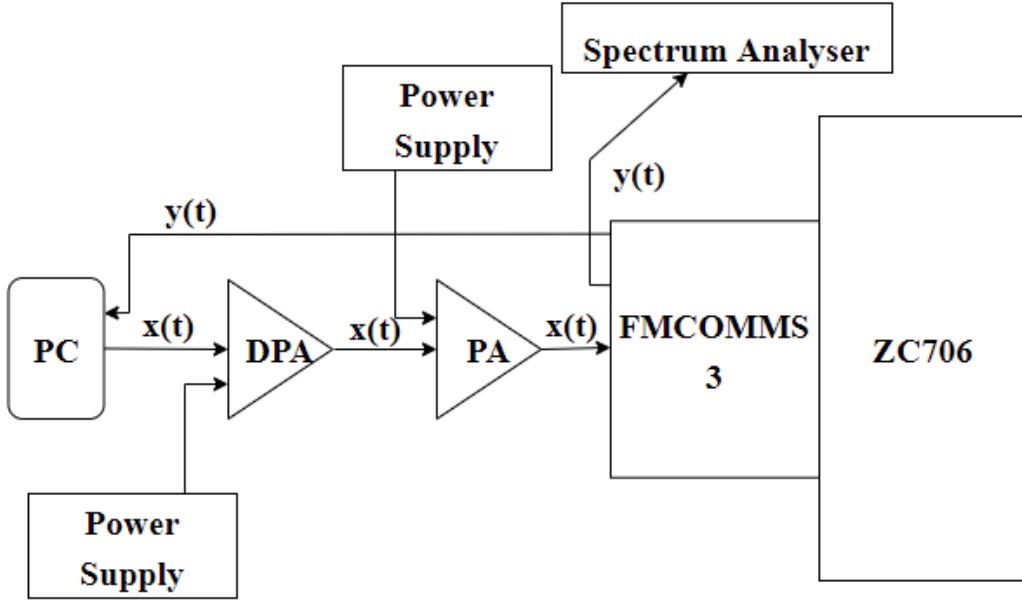 Spectrum Analyser
Power
Supply
y(t)
y(t)
PC
x(t)
DPA
x(t)
PA
x(t)
FMCOMMS
3
ZC706
Power
Supply